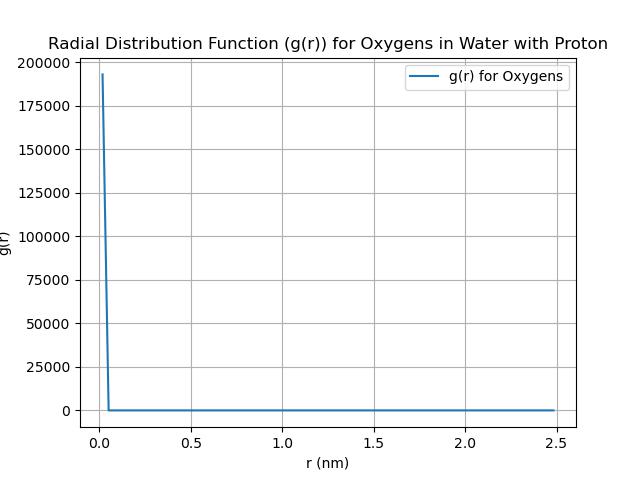 Radial Distribution Function (g(r)) for Oxygens in Water with Proton
g(r) for Oxygens
200000
175000
150000
125000
100000
75000
50000
25000
0
g(r)
0.0 0.5 1.0 1.5 2.0 2.5
r (nm)